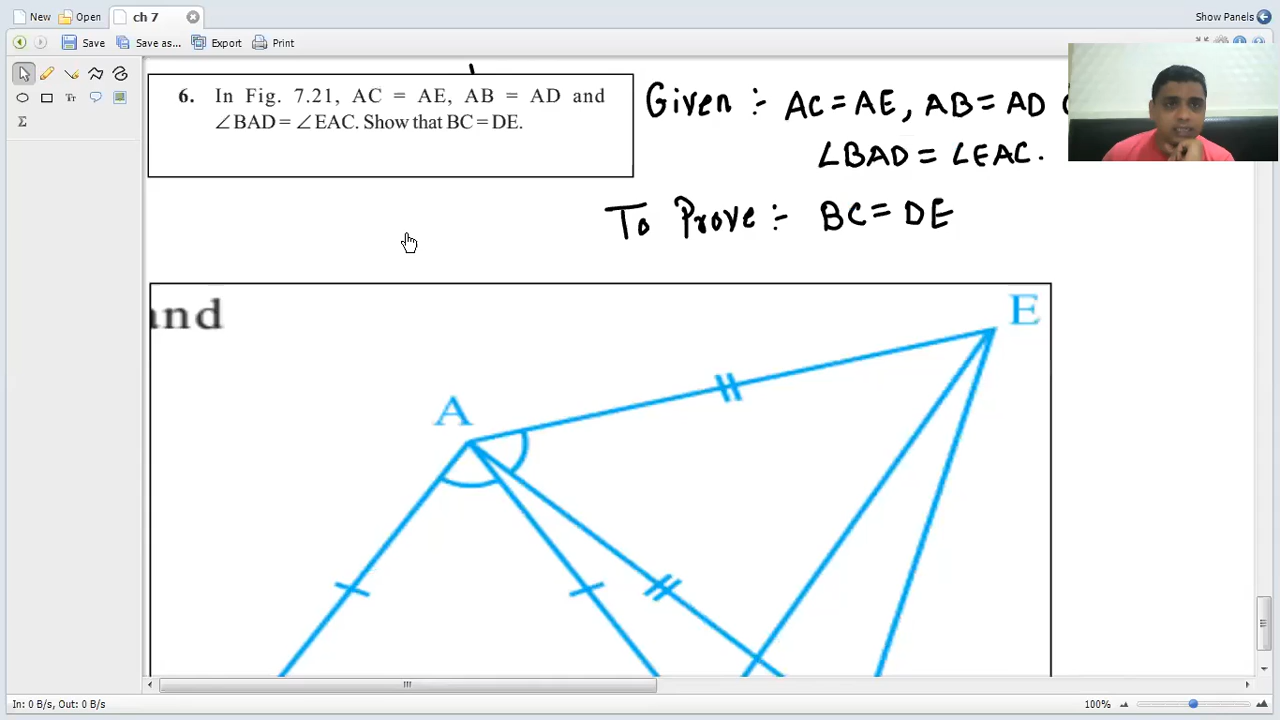 New Open ch 7 Show Panels
Save Save as... Export Print
6. In Fig. 7.21, AC = AE, AB = AD and
∠BAD = ∠EAC. Show that BC = DE.
Given :- AC = AE, AB = AD
∠BAD = ∠EAC.
To Prove :- BC = DE
and
E
A
Tr
Σ
In: 0 B/s, Out: 0 B/s 100%